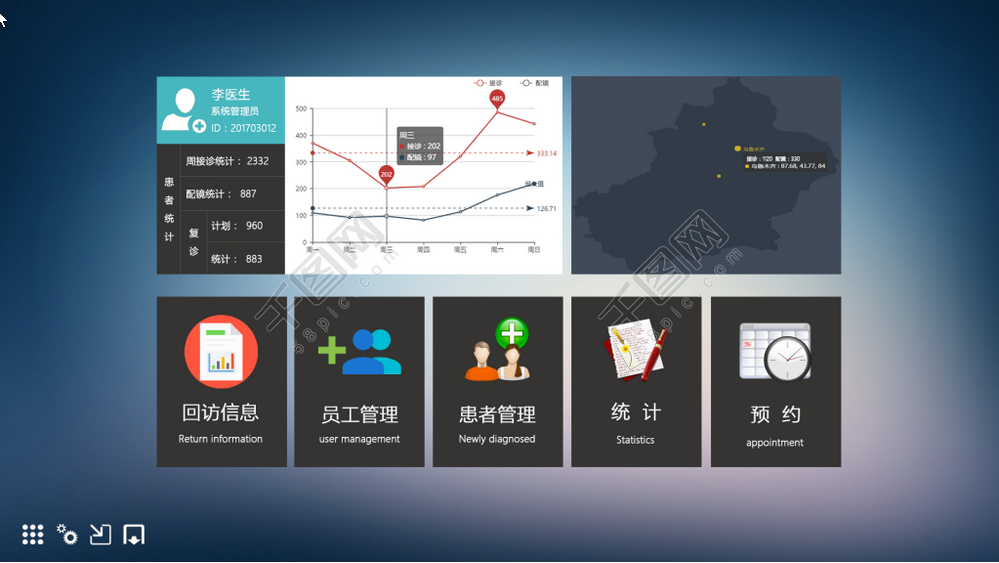 李医生
系统管理员
ID：201703012
患者统计
周接诊统计： 2332
配镜统计： 887
复诊
计划： 960
统计： 883
接诊
配镜
500
400
300
200
100
0
周一
周二
周三
周四
周五
周六
周日
485
202
周三
接诊 : 202
配镜 : 97
333.14
126.71
乌鲁木齐
接诊：1120 配镜：330
乌鲁木齐 : 87.68, 43.77, 84
千图网
58pic.com
千图网
58pic.com
回访信息
Return information
员工管理
user management
患者管理
Newly diagnosed
统 计
Statistics
预 约
appointment